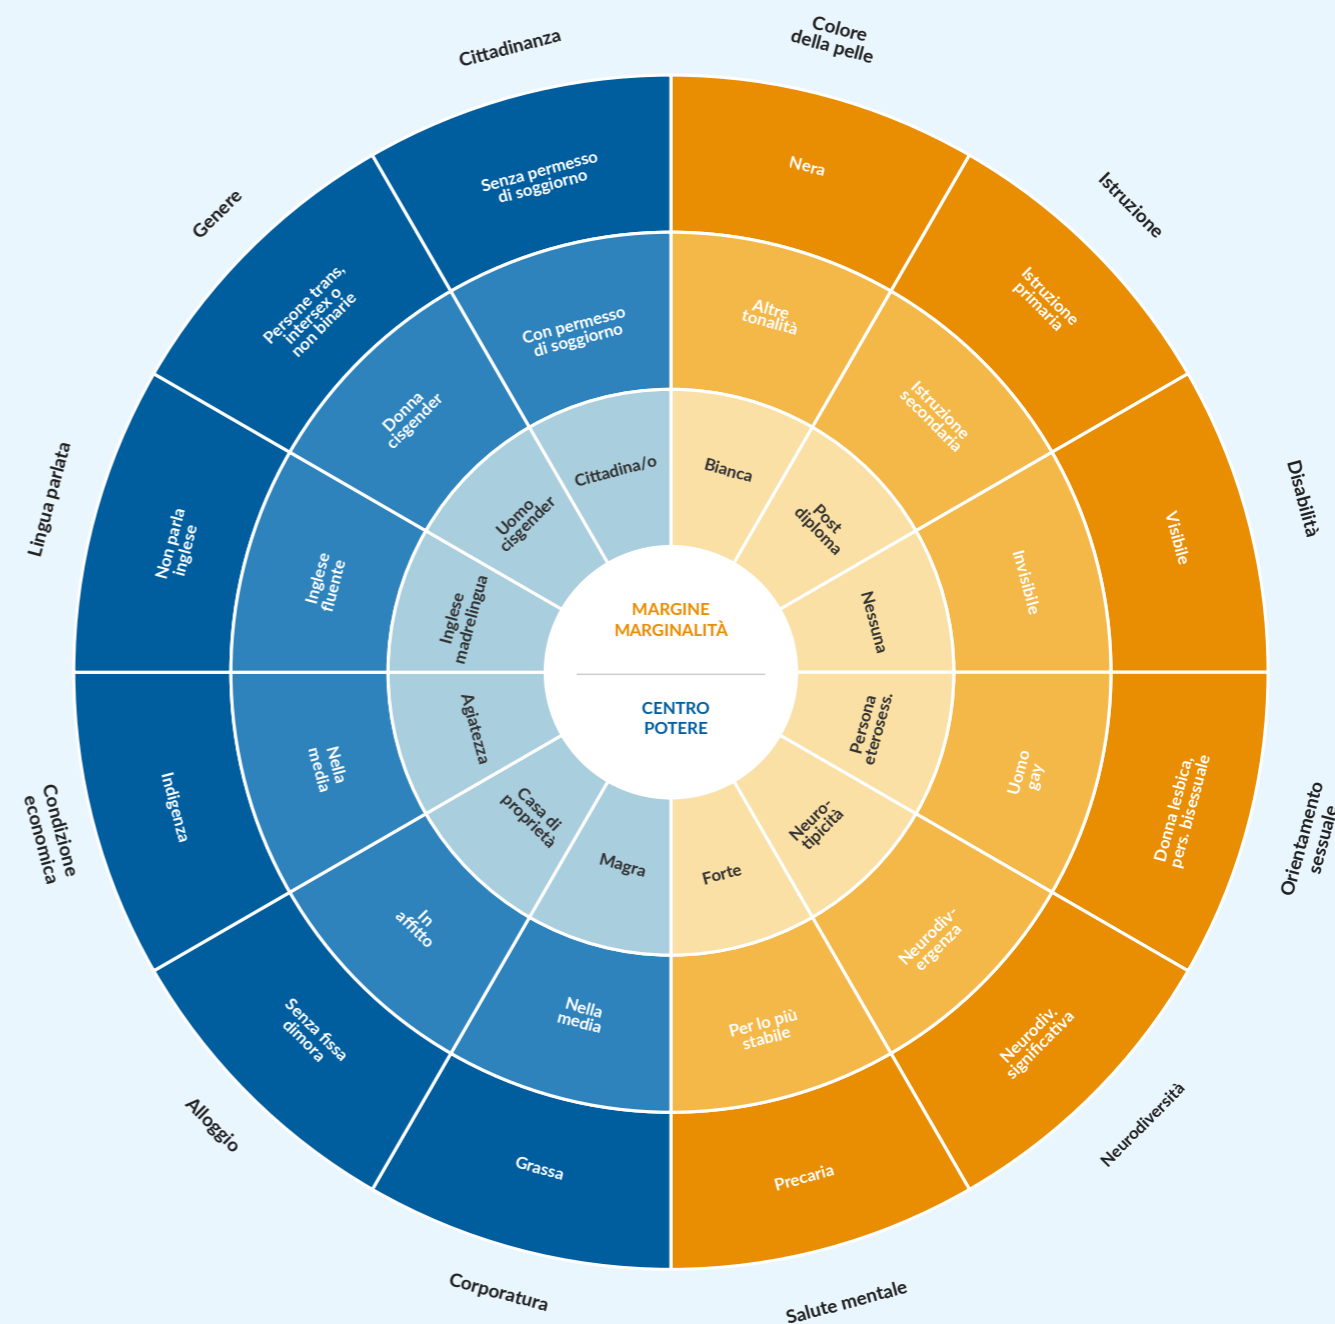 Cittadinanza
Colore
della pelle
Istruzione
Disabilità
Orientamento
sessuale
Neurodiversità
Salute mentale
Corporatura
Alloggio
Condizione
economica
Lingua parlata
Genere
Senza permesso
di soggiorno
Con permesso
di soggiorno
Cittadina/o
Nera
Altre
tonalità
Bianca
Istruzione
primaria
Istruzione
secondaria
Post
diploma
Visibile
Invisibile
Nessuna
Donna lesbica,
pers. bisessuale
Uomo
gay
Persona
eterosess.
Neurodiv.
significativa
Neurodiv-
ergenza
Neuro-
tipicità
Precaria
Per lo più
stabile
Forte
Grassa
Nella
media
Magra
Senza fissa
dimora
In
affitto
Casa di
proprietà
Indigenza
Nella
media
Agiatezza
Non parla
inglese
Inglese
fluente
Inglese
madrelingua
Persone trans,
intersex o
non binarie
Donna
cisgender
Uomo
cisgender
MARGINE
MARGINALITÀ
CENTRO
POTERE